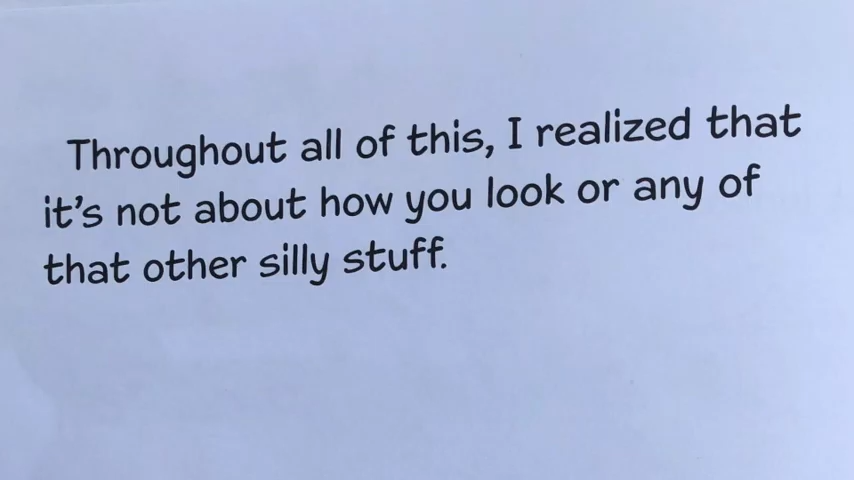 Throughout all of this, I realized that
it's not about how you look or any of
that other silly stuff.